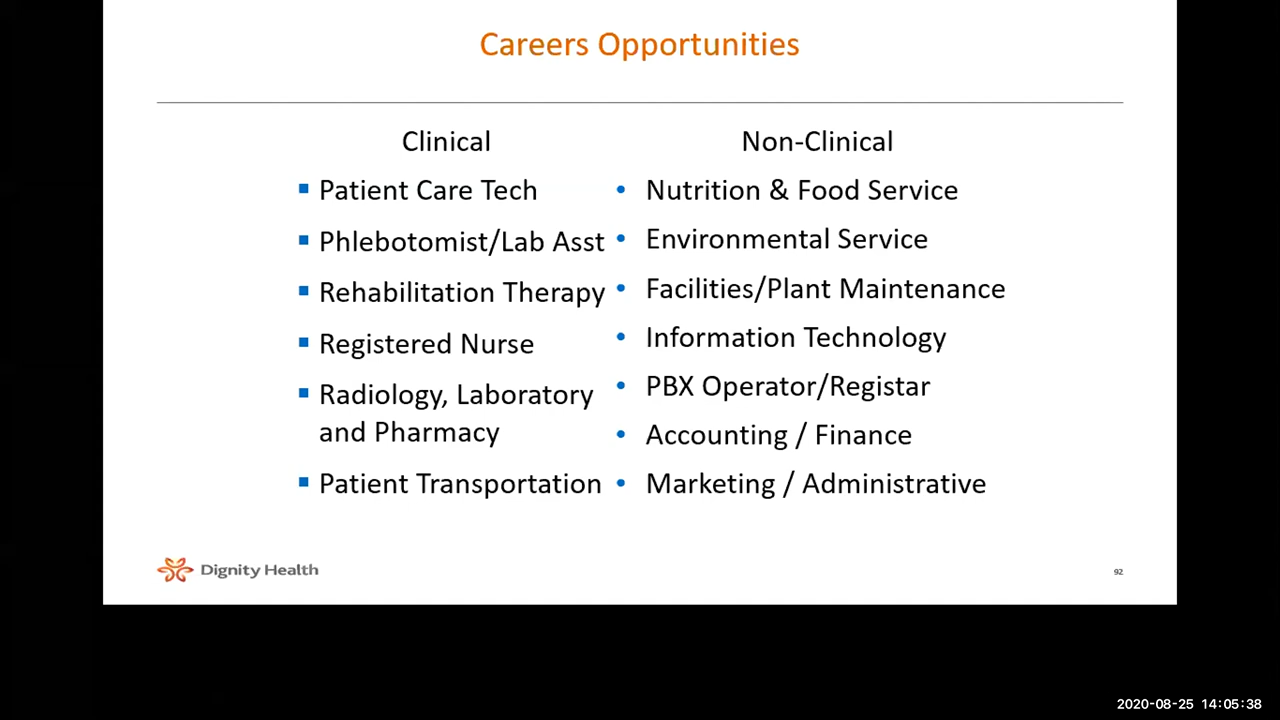 Careers Opportunities
Clinical
Patient Care Tech
Phlebotomist/Lab Asst
Rehabilitation Therapy
Registered Nurse
Radiology, Laboratory
and Pharmacy
Patient Transportation
Non-Clinical
Nutrition & Food Service
Environmental Service
Facilities/Plant Maintenance
Information Technology
PBX Operator/Registar
Accounting / Finance
Marketing / Administrative
Dignity Health
92
2020-08-25 14:05:38